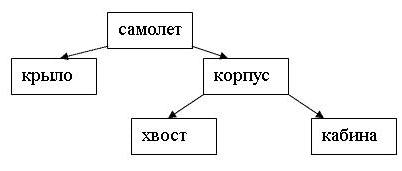 самолет
крыло
корпус
хвост
кабина